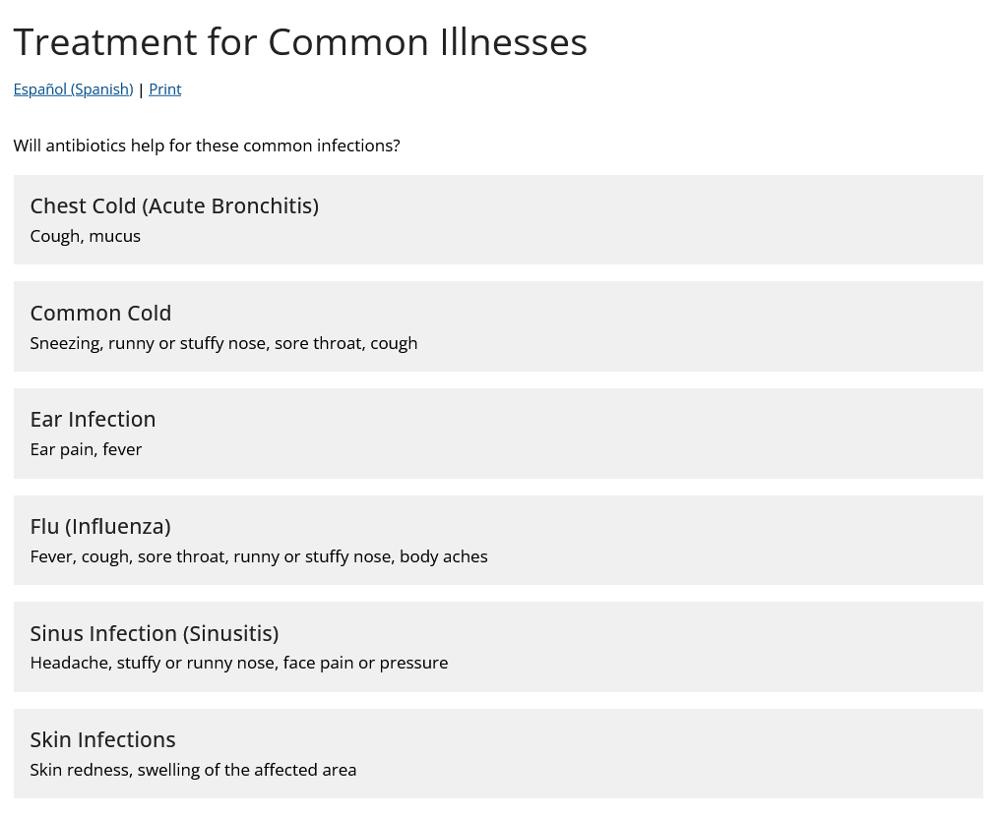 Treatment for Common Illnesses
Español (Spanish) | Print
Will antibiotics help for these common infections?
Chest Cold (Acute Bronchitis)
Cough, mucus
Common Cold
Sneezing, runny or stuffy nose, sore throat, cough
Ear Infection
Ear pain, fever
Flu (Influenza)
Fever, cough, sore throat, runny or stuffy nose, body aches
Sinus Infection (Sinusitis)
Headache, stuffy or runny nose, face pain or pressure
Skin Infections
Skin redness, swelling of the affected area